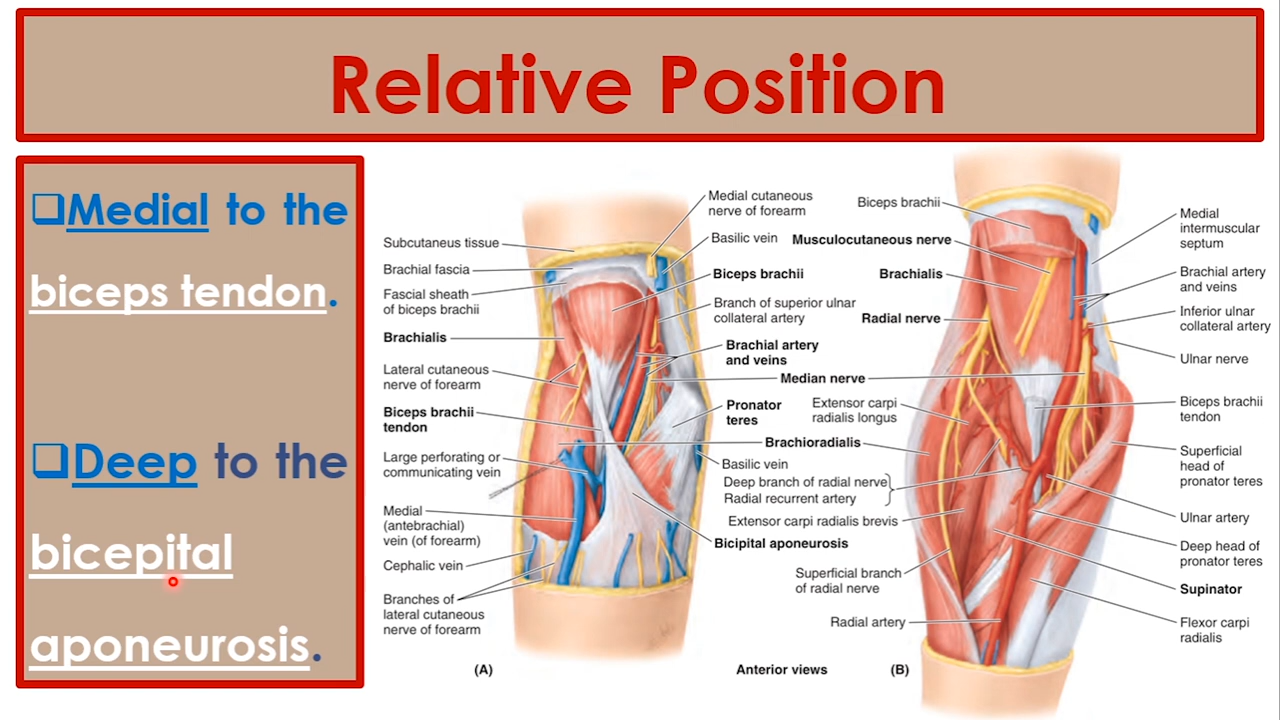 Relative Position
❑Medial to the
biceps tendon.
❑Deep to the
bicepital
aponeurosis.
Subcutaneus tissue
Brachial fascia
Fascial sheath
of biceps brachii
Brachialis
Lateral cutaneous
nerve of forearm
Biceps brachii
tendon
Large perforating or
communicating vein
Medial
(antebrachial)
vein (of forearm)
Cephalic vein
Branches of
lateral cutaneous
nerve of forearm
(A)
Medial cutaneous
nerve of forearm
Basilic vein
Biceps brachii
Branch of superior ulnar
collateral artery
Brachial artery
and veins
Median nerve
Pronator
teres
Brachioradialis
Basilic vein
Bicipital aponeurosis
Anterior views
Biceps brachii
Musculocutaneous nerve
Brachialis
Radial nerve
Extensor carpi
radialis longus
Deep branch of radial nerve
Radial recurrent artery
Extensor carpi radialis brevis
Superficial branch
of radial nerve
Radial artery
(B)
Medial
intermuscular
septum
Brachial artery
and veins
Inferior ulnar
collateral artery
Ulnar nerve
Biceps brachii
tendon
Superficial
head of
pronator teres
Ulnar artery
Deep head of
pronator teres
Supinator
Flexor carpi
radialis